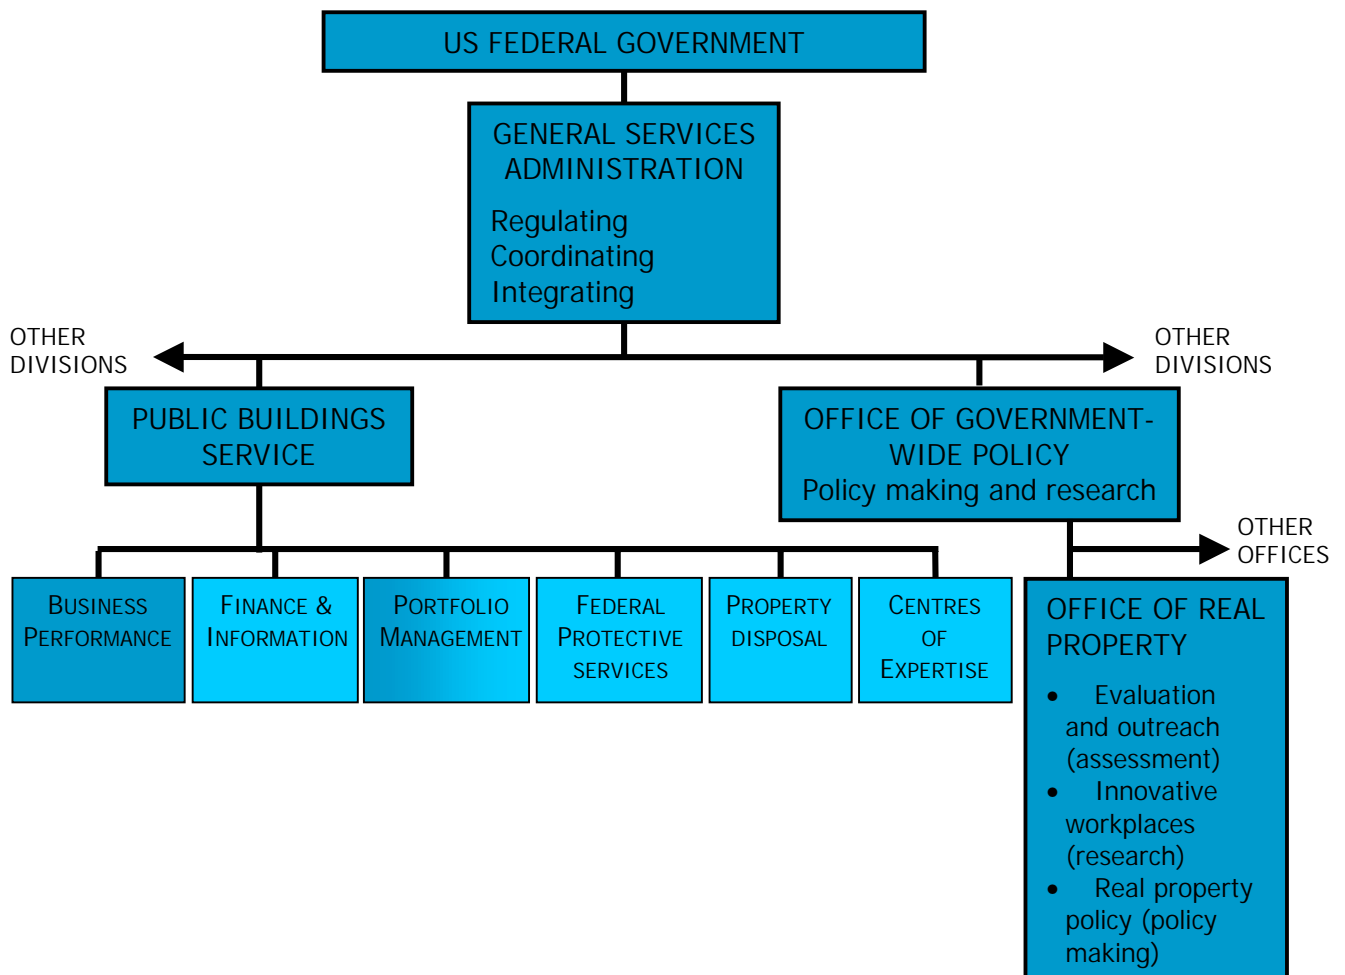 US FEDERAL GOVERNMENT
GENERAL SERVICES
ADMINISTRATION
Regulating
Coordinating
Integrating
OTHER
DIVISIONS
OTHER
DIVISIONS
PUBLIC BUILDINGS
SERVICE
OFFICE OF GOVERNMENT-
WIDE POLICY
Policy making and research
OTHER
OFFICES
BUSINESS
PERFORMANCE
FINANCE &
INFORMATION
PORTFOLIO
MANAGEMENT
FEDERAL
PROTECTIVE
SERVICES
PROPERTY
DISPOSAL
CENTRES
OF
EXPERTISE
OFFICE OF REAL
PROPERTY
• Evaluation
and outreach
(assessment)
• Innovative
workplaces
(research)
• Real property
policy (policy
making)